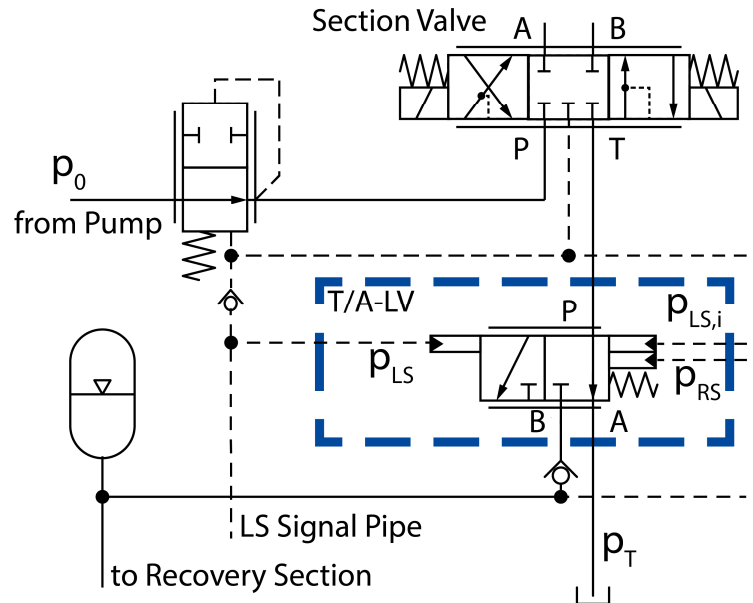 Section Valve
A
B
p0
from Pump
P
T
T/A-LV
P
pLS,i
pLS
pRS
B
A
LS Signal Pipe
pT
to Recovery Section